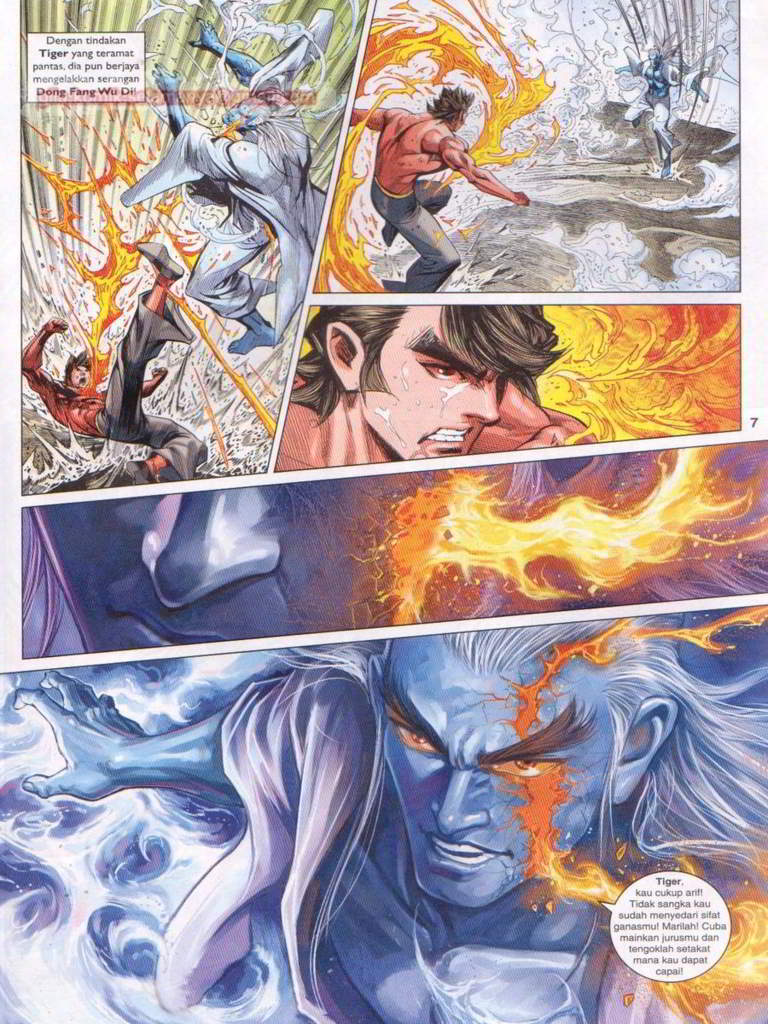 Dengan tindakan
Tiger yang teramat
pantas, dia pun berjaya
mengelakkan serangan
Dong Fang Wu Di!
7
Tiger,
kau cukup arif!
Tidak sangka kau
sudah menyedari sifat
ganasmu! Marilah! Cuba
mainkan jurusmu dan
tengoklah setakat
mana kau dapat
capai!